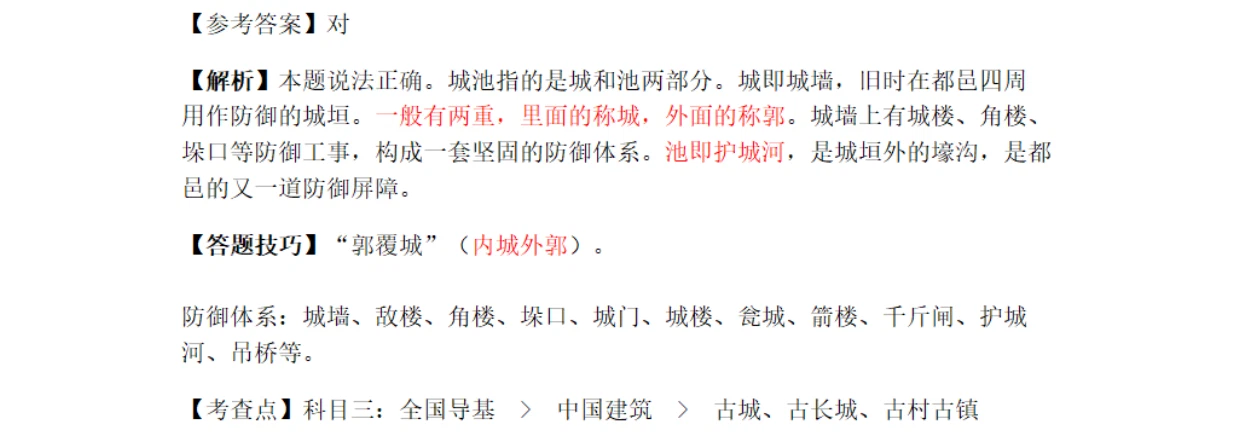 【参考答案】对
【解析】本题说法正确。城池指的是城和池两部分。城即城墙，旧时在都邑四周
用作防御的城垣。一般有两重，里面的称城，外面的称郭。城墙上有城楼、角楼、
垛口等防御工事，构成一套坚固的防御体系。池即护城河，是城垣外的壕沟，是都
邑的又一道防御屏障。
【答题技巧】“郭覆城”（内城外郭）。
防御体系：城墙、敌楼、角楼、垛口、城门、城楼、瓮城、箭楼、千斤闸、护城
河、吊桥等。
【考查点】科目三：全国导基 > 中国建筑 > 古城、古长城、古村古镇